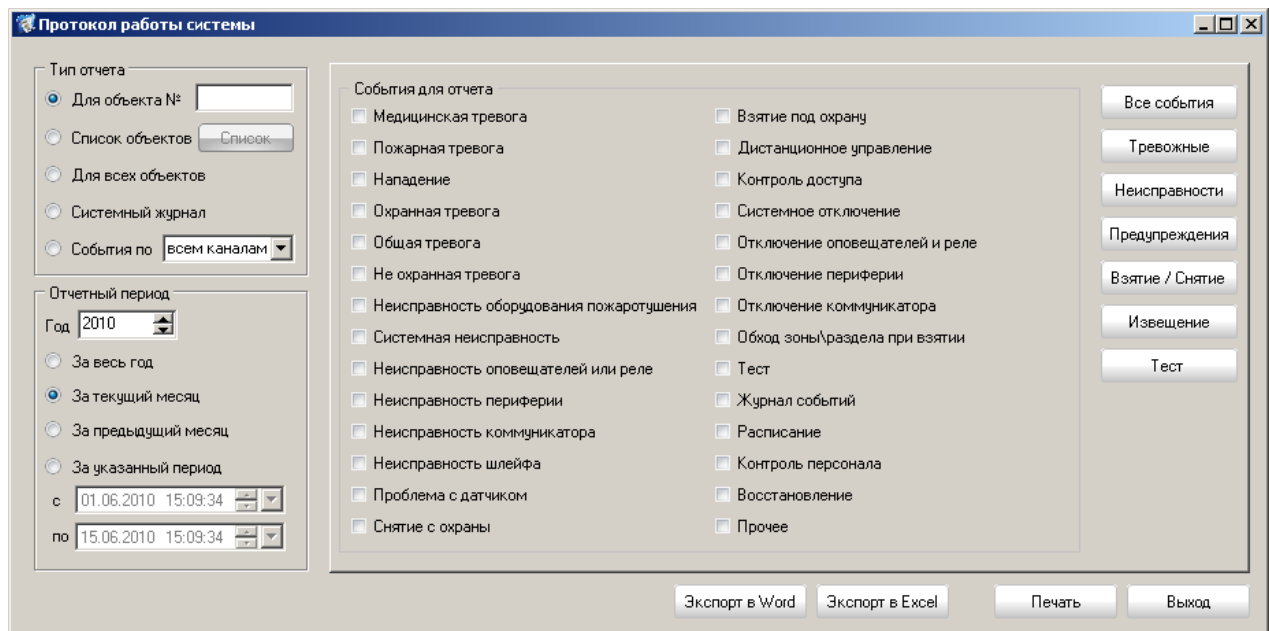 Протокол работы системы
Тип отчета
Для объекта №
Список объектов Список
Для всех объектов
Системный журнал
События по всем каналам
Отчетный период
Год 2010
За весь год
За текущий месяц
За предыдущий месяц
За указанный период
с 01.06.2010 15:09:34
по 15.06.2010 15:09:34
События для отчета
Медицинская тревога
Пожарная тревога
Нападение
Охранная тревога
Общая тревога
Не охранная тревога
Неисправность оборудования пожаротушения
Системная неисправность
Неисправность оповещателей или реле
Неисправность периферии
Неисправность коммуникатора
Неисправность шлейфа
Проблема с датчиком
Снятие с охраны
Взятие под охрану
Дистанционное управление
Контроль доступа
Системное отключение
Отключение оповещателей и реле
Отключение периферии
Отключение коммуникатора
Обход зоны\раздела при взятии
Тест
Журнал событий
Расписание
Контроль персонала
Восстановление
Прочее
Все события
Тревожные
Неисправности
Предупреждения
Взятие / Снятие
Извещение
Тест
Экспорт в Word Экспорт в Excel Печать Выход